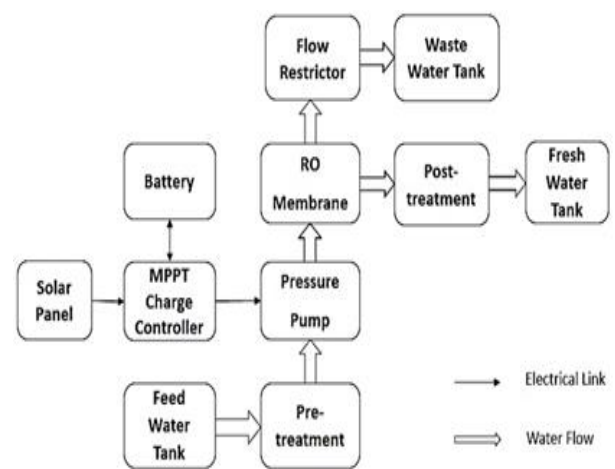 Flow
Restrictor
Waste
Water Tank
Battery
RO
Membrane
Post-
treatment
Fresh
Water
Tank
Solar
Panel
MPPT
Charge
Controller
Pressure
Pump
Electrical Link
Feed
Water
Tank
Pre-
treatment
Water Flow